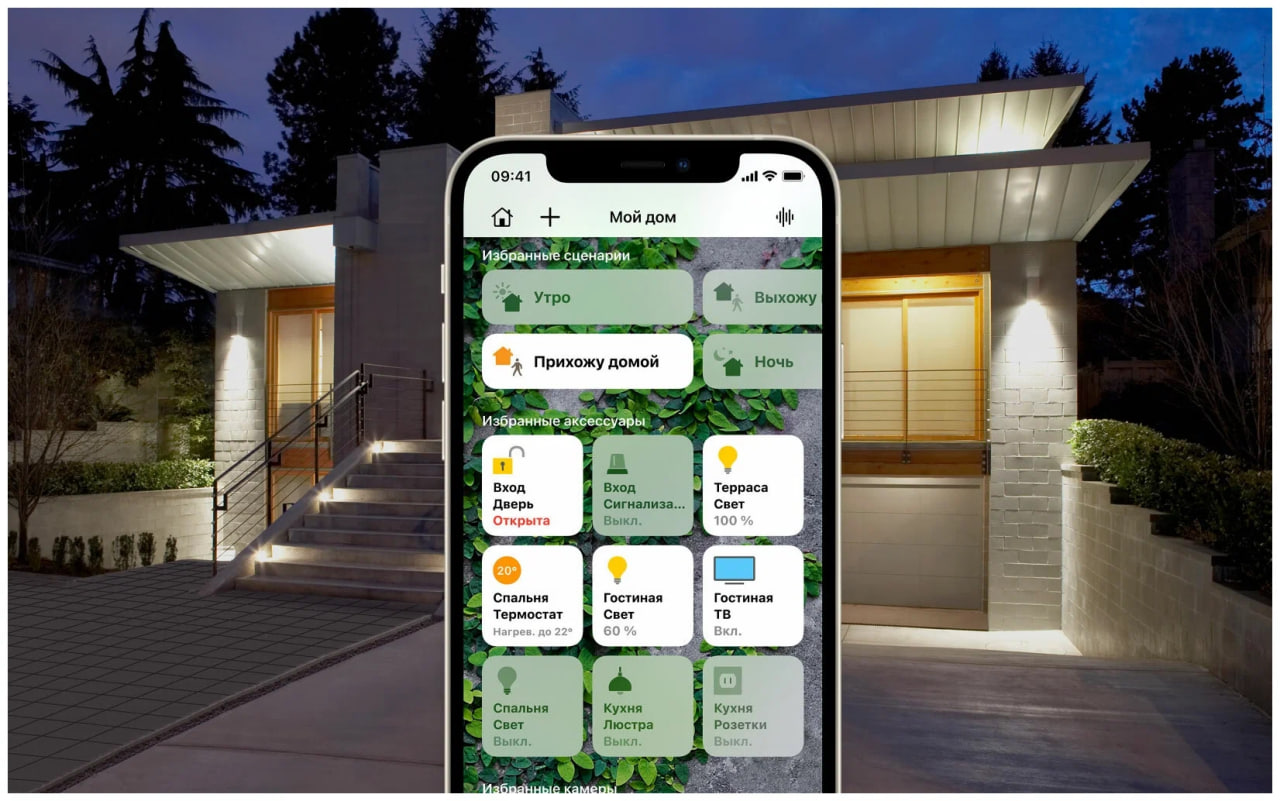 09:41
Мой дом
Избранные сценарии
Утро
Выхожу
Прихожу домой
Ночь
Избранные аксессуары
Вход
Дверь
Открыта
Вход
Сигнализа...
Выкл.
Терраса
Свет
100 %
20°
Спальня
Термостат
Нагрев. до 22°
Гостиная
Свет
60 %
Гостиная
ТВ
Вкл.
Спальня
Свет
Выкл.
Кухня
Люстра
Выкл.
Кухня
Розетки
Выкл.
Избранные камеры